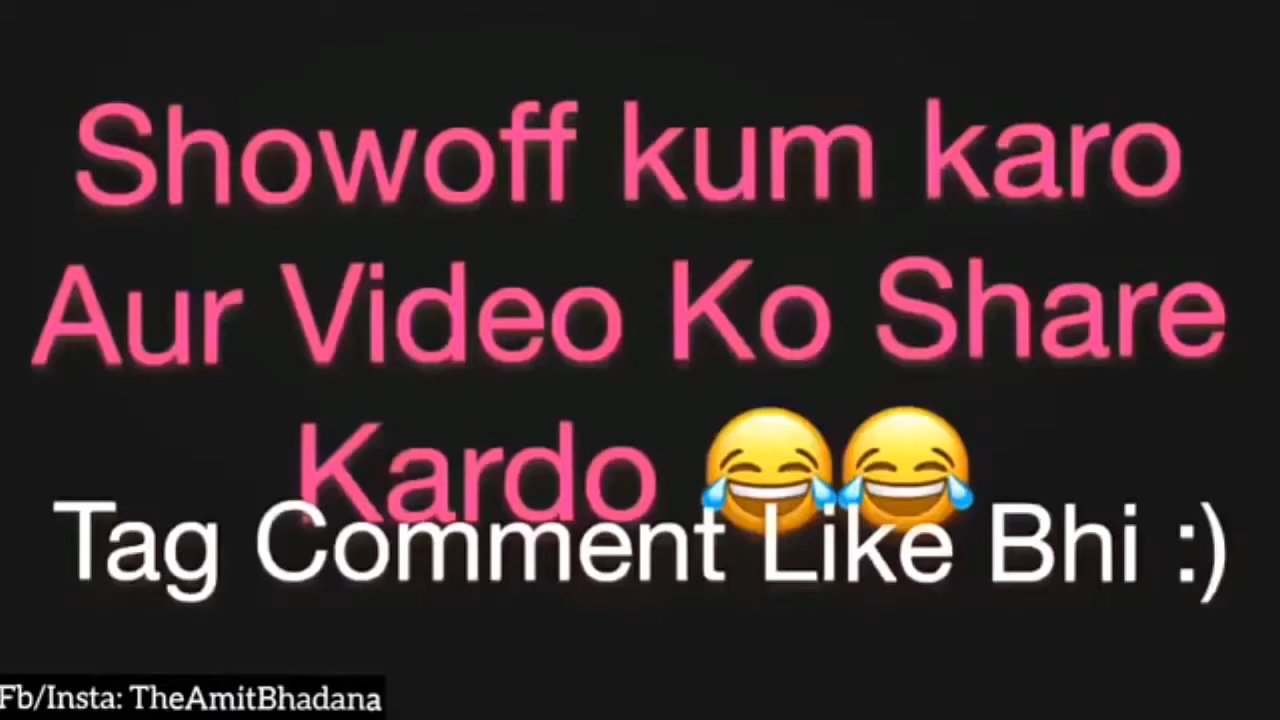 Showoff kum karo
Aur Video Ko Share
Kardo 😂😂
Tag Comment Like Bhi :)
Fb/Insta: TheAmitBhadana